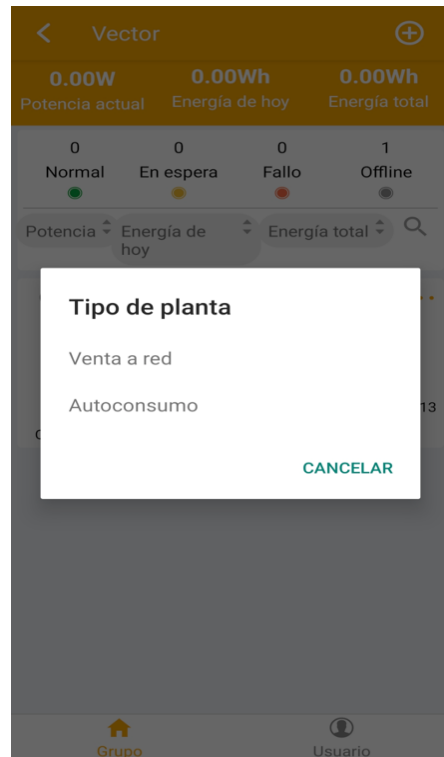 Vector
0.00W 0.00Wh 0.00Wh
Potencia actual Energía de hoy Energía total
0 0 0 1
Normal En espera Fallo Offline
Potencia Energía de hoy Energía total
Tipo de planta
Venta a red
Autoconsumo
13
CANCELAR
Grupo Usuario